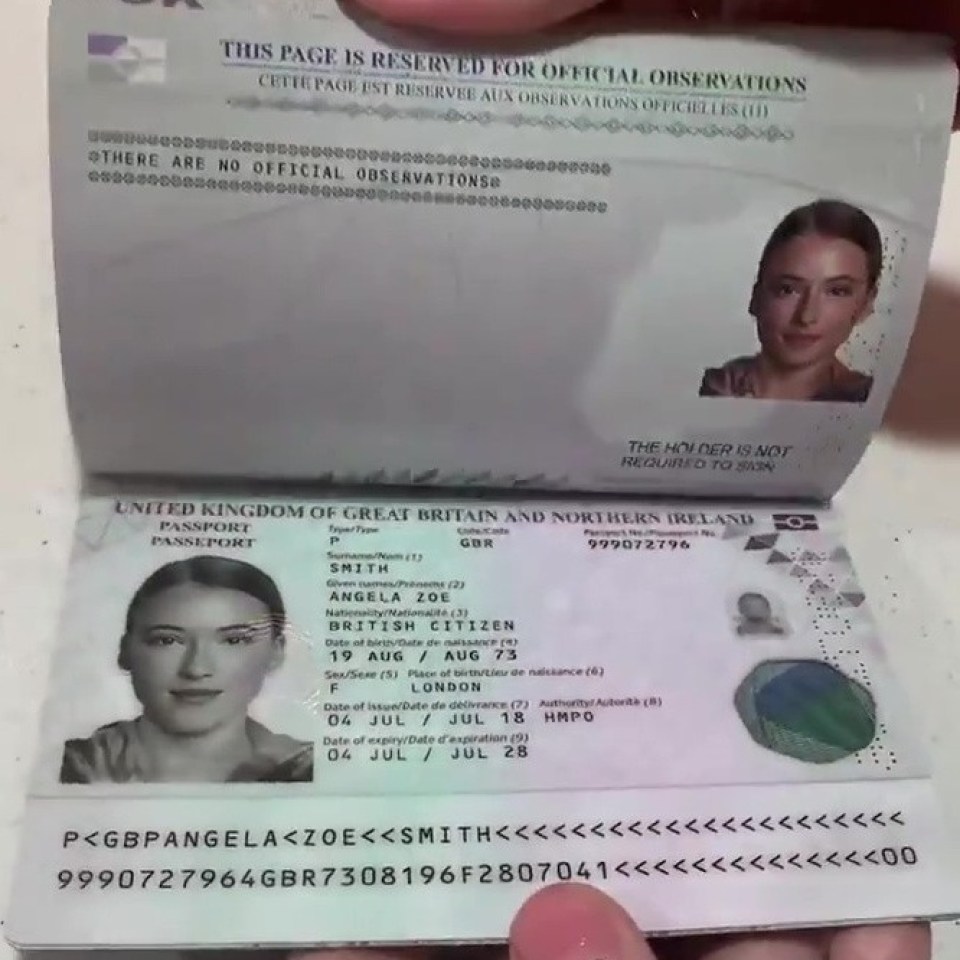 THIS PAGE IS RESERVED FOR OFFICIAL OBSERVATIONS
CETTE PAGE EST RESERVEE AUX OBSERVATIONS OFFICIELLES (11)
THERE ARE NO OFFICIAL OBSERVATIONS
THE HOLDER IS NOT
REQUIRED TO SIGN
UNITED KINGDOM OF GREAT BRITAIN AND NORTHERN IRELAND
PASSPORT
PASSEPORT
Type/Type Code/Code Passport No./Passeport No.
P GBR 999072796
Surname/Nom (1)
SMITH
Given names/Prénoms (2)
ANGELA ZOE
Nationality/Nationalité (3)
BRITISH CITIZEN
Date of birth/Date de naissance (4)
19 AUG / AUG 73
Sex/Sexe (5) Place of birth/Lieu de naissance (6)
F LONDON
Date of issue/Date de délivrance (7) Authority/Autorité (8)
04 JUL / JUL 18 HMPO
Date of expiry/Date d'expiration (9)
04 JUL / JUL 28
P<GBPANGELA<ZOE<<SMITH<<<<<<<<<<<<<<<<<<<<<<
9990727964GBR7308196F2807041<<<<<<<<<<<<<<00